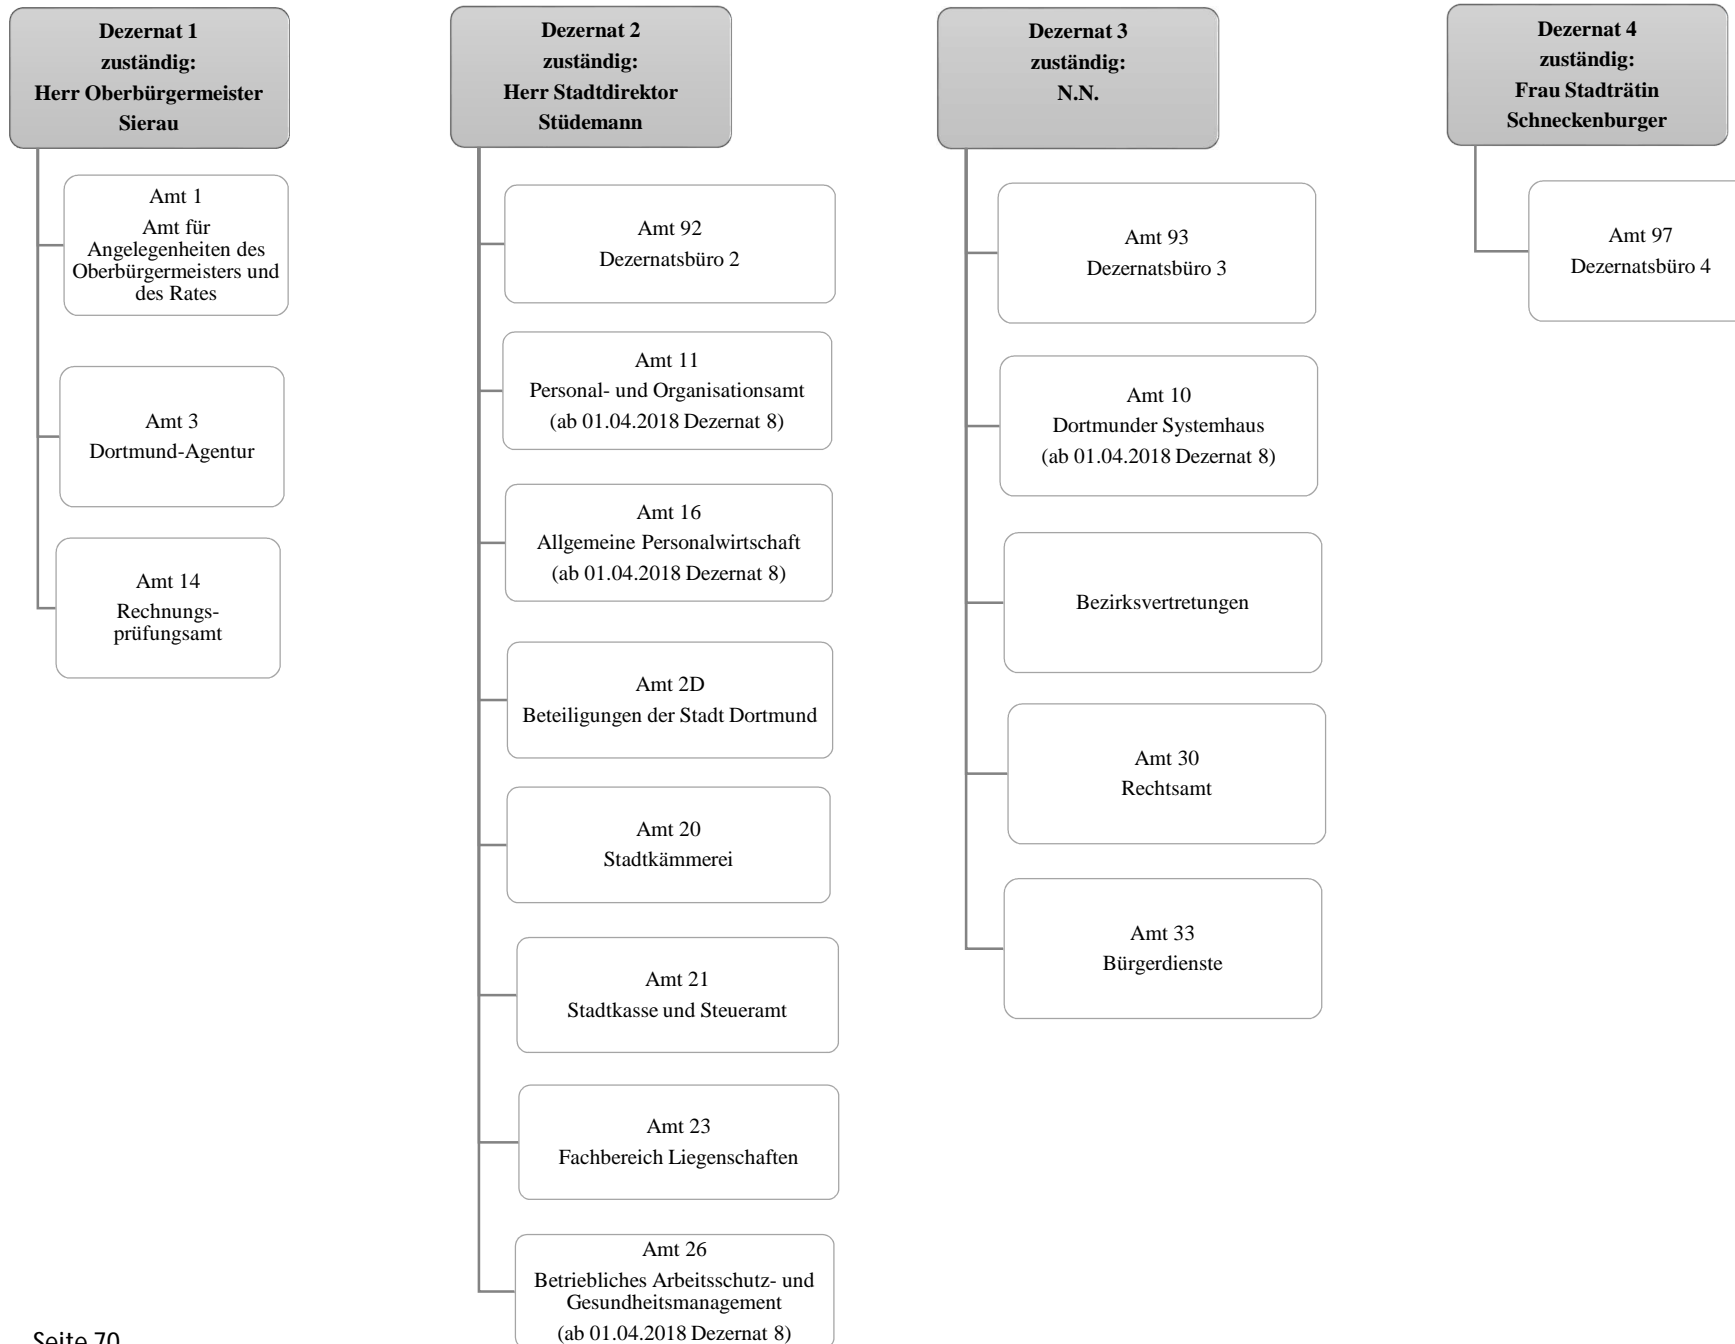 Dezernat 1
zuständig:
Herr Oberbürgermeister
Sierau
Amt 1
Amt für
Angelegenheiten des
Oberbürgermeisters und
des Rates
Amt 3
Dortmund-Agentur
Amt 14
Rechnungs-
prüfungsamt
Dezernat 2
zuständig:
Herr Stadtdirektor
Stüdemann
Amt 92
Dezernatsbüro 2
Amt 11
Personal- und Organisationsamt
(ab 01.04.2018 Dezernat 8)
Amt 16
Allgemeine Personalwirtschaft
(ab 01.04.2018 Dezernat 8)
Amt 2D
Beteiligungen der Stadt Dortmund
Amt 20
Stadtkämmerei
Amt 21
Stadtkasse und Steueramt
Amt 23
Fachbereich Liegenschaften
Amt 26
Betriebliches Arbeitsschutz- und
Gesundheitsmanagement
(ab 01.04.2018 Dezernat 8)
Dezernat 3
zuständig:
N.N.
Amt 93
Dezernatsbüro 3
Amt 10
Dortmunder Systemhaus
(ab 01.04.2018 Dezernat 8)
Bezirksvertretungen
Amt 30
Rechtsamt
Amt 33
Bürgerdienste
Dezernat 4
zuständig:
Frau Stadträtin
Schneckenburger
Amt 97
Dezernatsbüro 4
Seite 70